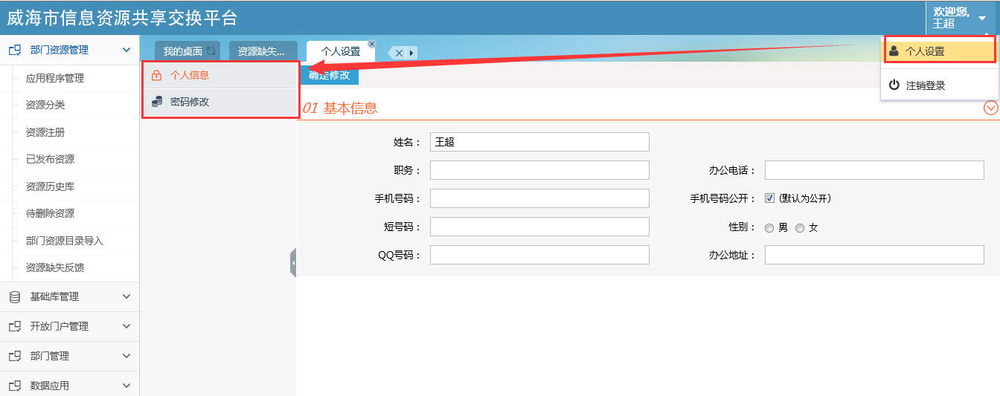 威海市信息资源共享交换平台
欢迎您,
王超
个人设置
注销登录
部门资源管理
应用程序管理
资源分类
资源注册
已发布资源
资源历史库
待删除资源
部门资源目录导入
资源缺失反馈
基础库管理
开放门户管理
部门管理
数据应用
我的桌面
资源缺失...
个人设置
个人信息
密码修改
确定修改
01 基本信息
姓名： 王超
职务： 办公电话：
手机号码： 手机号码公开： (默认为公开)
短号码： 性别： 男 女
QQ号码： 办公地址：